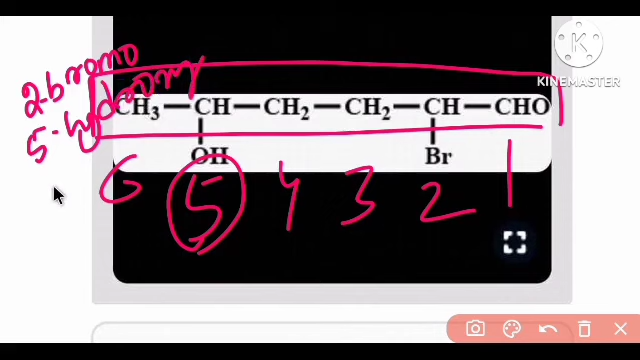 2-bromo
5-hydroxy
KINEMASTER
CH₃—CH—CH₂—CH₂—CH—CHO
OH Br
6 5 4 3 2 1